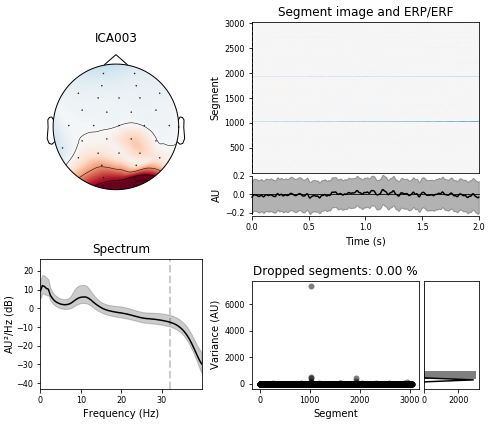 ICA003
Segment image and ERP/ERF
Segment
3000
2500
2000
1500
1000
500
AU
0.2
0.0
−0.2
0.0 0.5 1.0 1.5 2.0
Time (s)
Spectrum
AU²/Hz (dB)
20
10
0
−10
−20
−30
−40
0 10 20 30
Frequency (Hz)
Dropped segments: 0.00 %
Variance (AU)
6000
4000
2000
0
0 1000 2000 3000
Segment
0 2000